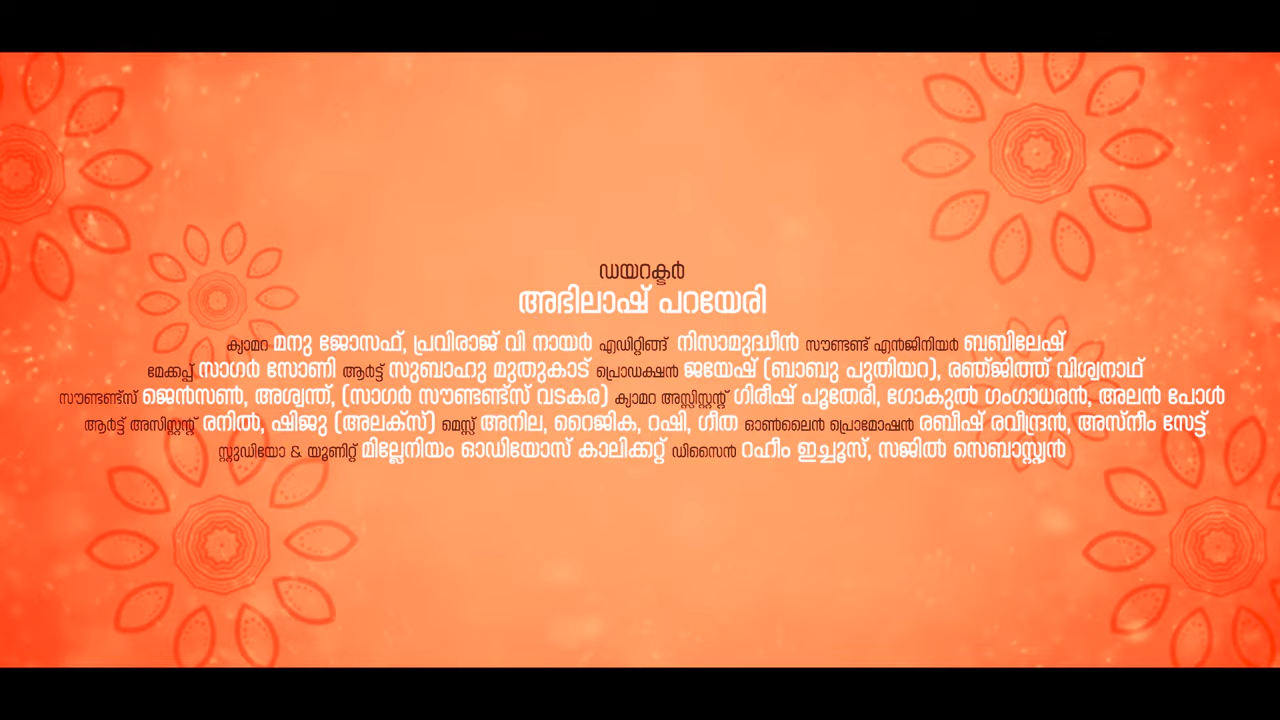 ഡയറക്ടർ
അഭിലാഷ് പറയേരി
ക്യാമറ മനു ജോസഫ്, പ്രവിരാജ് വി നായർ എഡിറ്റിങ്ങ് നിസാമുദ്ധീൻ സൗണ്ടണ്ട് എൻജിനിയർ ബബിലേഷ്
മേക്കപ്പ് സാഗർ സോണി ആർട്ട് സുബാഹു മുതുകാട് പ്രൊഡക്ഷൻ ജയേഷ് (ബാബു പുതിയറ), രഞ്ജിത്ത് വിശ്വനാഥ്
സൗണ്ടണ്ട്സ് ജെൻസൺ, അശ്വന്ത്, (സാഗർ സൗണ്ടണ്ട്സ് വടകര) ക്യാമറ അസ്സിസ്റ്റന്റ് ഗിരീഷ് പൂതേരി, ഗോകുൽ ഗംഗാധരൻ, അലൻ പോൾ
ആർട്ട് അസിസ്റ്റന്റ് രനിൽ, ഷിജു (അലക്സ്) മെസ്സ് അനില, റൈജിക, റഷി, ഗീത ഓൺലൈൻ പ്രൊമോഷൻ രബീഷ് രവീന്ദ്രൻ, അസ്നീം സേട്ട്
സ്റ്റുഡിയോ & യൂണിറ്റ് മില്ലേനിയം ഓഡിയോസ് കാലിക്കറ്റ് ഡിസൈൻ റഹീം ഇച്ചൂസ്, സജിൽ സെബാസ്റ്റ്യൻ